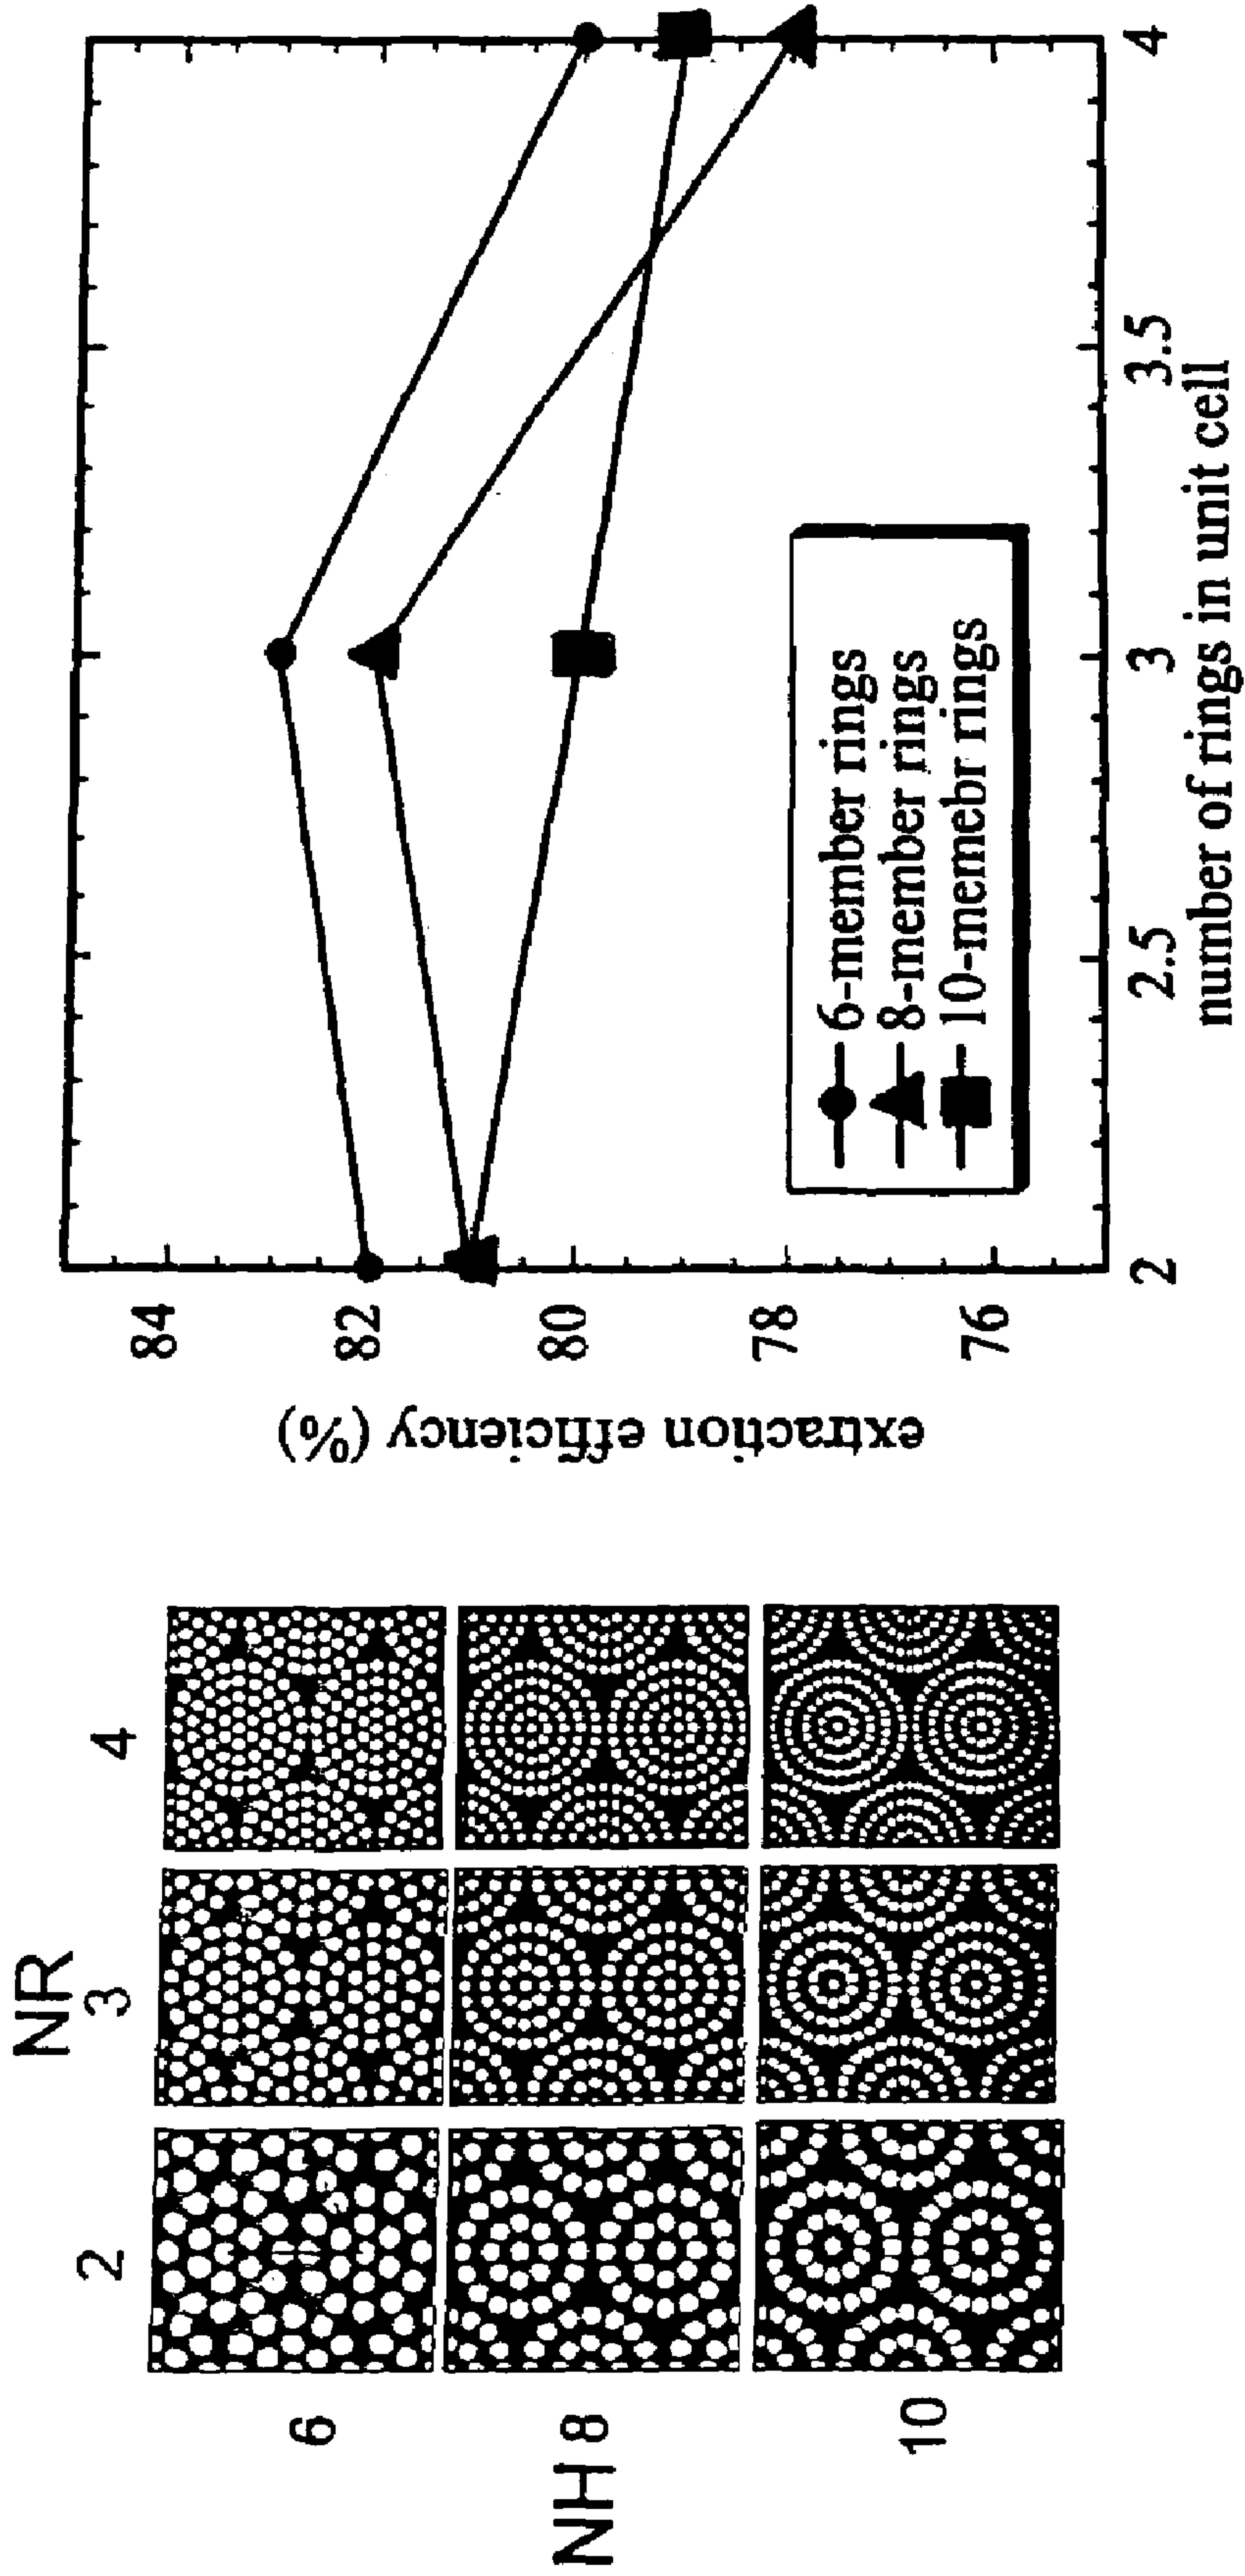 NR
2 3 4
6
NH 8
10
extraction efficiency (%)
84
82
80
78
76
6-member rings
8-member rings
10-memebr rings
2 2.5 3 3.5 4
number of rings in unit cell